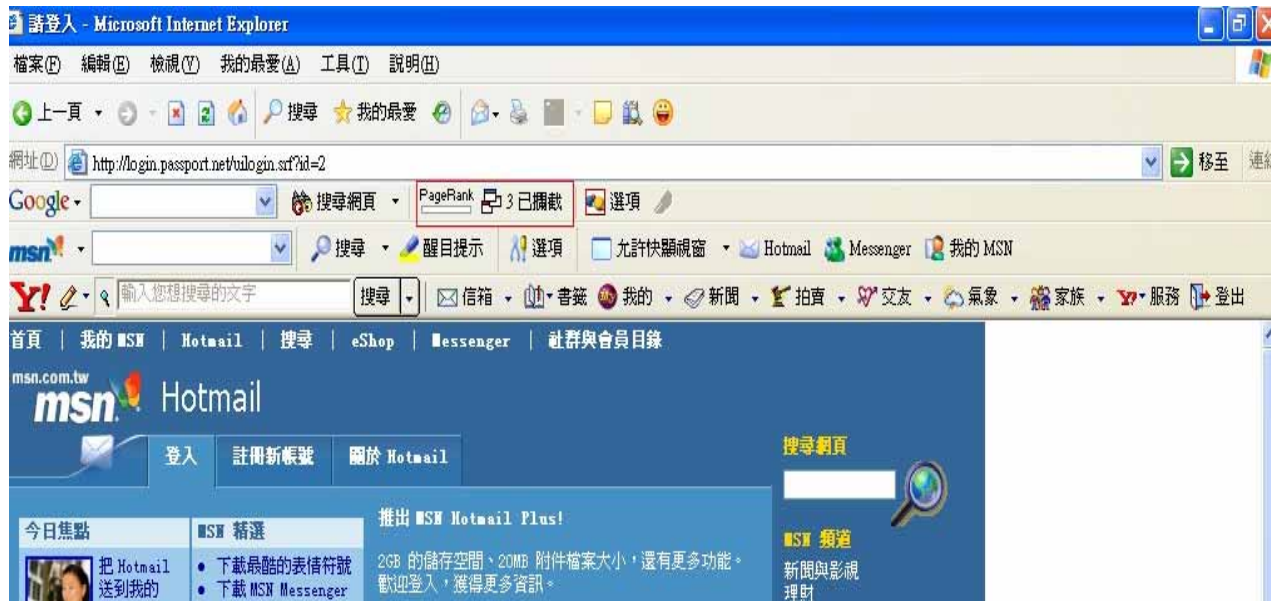 請登入 - Microsoft Internet Explorer
檔案(F) 編輯(E) 檢視(V) 我的最愛(A) 工具(T) 說明(H)
上一頁 搜尋 我的最愛
網址(D) http://login.passport.net/uilogin.srf?id=2 移至 連結
Google 搜尋網頁 PageRank 3 已攔截 選項
msn 搜尋 醒目提示 選項 允許快顯視窗 Hotmail Messenger 我的 MSN
Y! 輸入您想搜尋的文字 搜尋 信箱 書籤 我的 新聞 拍賣 交友 氣象 家族 服務 登出
首頁 | 我的 MSN | Hotmail | 搜尋 | eShop | Messenger | 社群與會員目錄
msn.com.tw
msn Hotmail
登入 註冊新帳號 關於 Hotmail
搜尋網頁
今日焦點
把 Hotmail
送到我的
MSN 精選
• 下載最酷的表情符號
• 下載 MSN Messenger
推出 MSN Hotmail Plus!
2GB 的儲存空間、20MB 附件檔案大小，還有更多功能。
歡迎登入，獲得更多資訊。
MSN 頻道
新聞與影視
理財